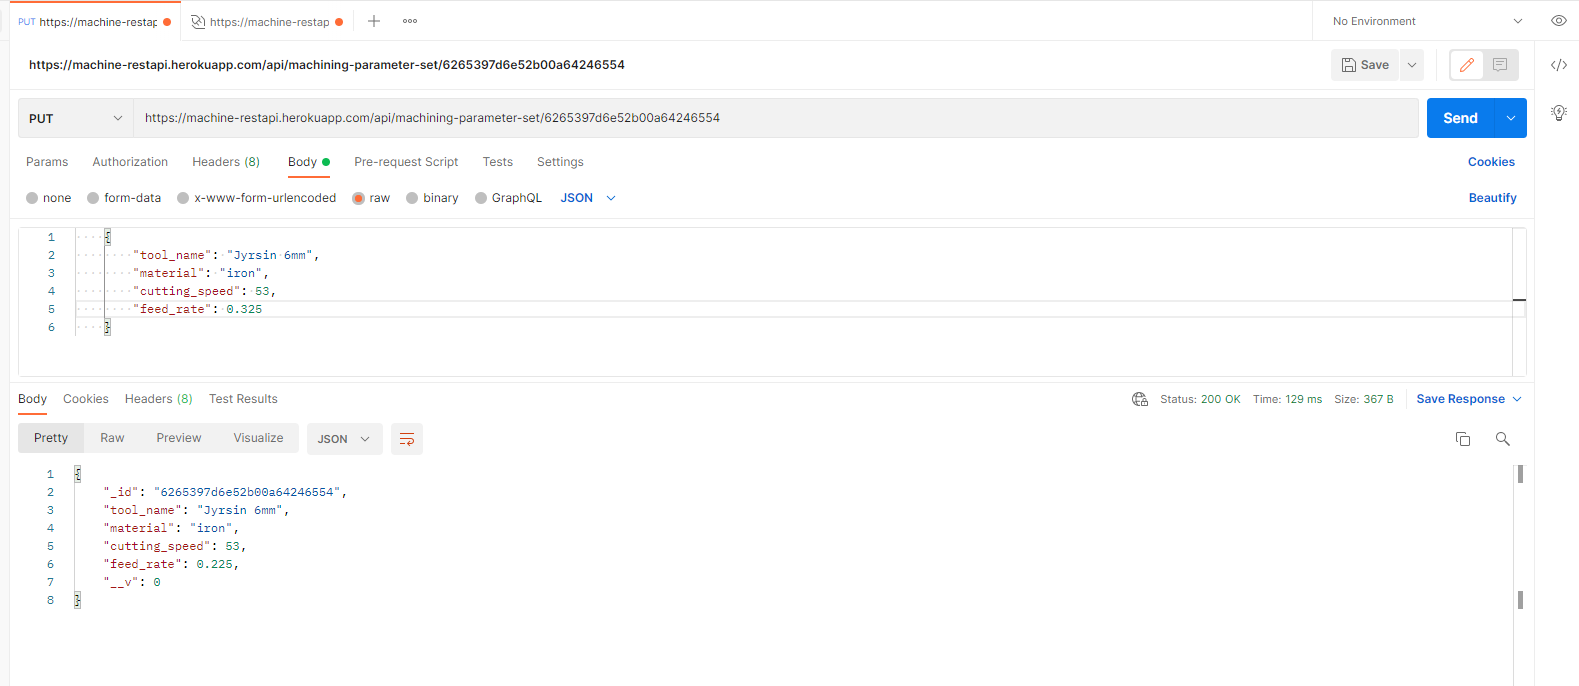 PUT https://machine-restap https://machine-restap No Environment
https://machine-restapi.herokuapp.com/api/machining-parameter-set/6265397d6e52b00a64246554 Save
PUT https://machine-restapi.herokuapp.com/api/machining-parameter-set/6265397d6e52b00a64246554 Send
Params Authorization Headers (8) Body Pre-request Script Tests Settings Cookies
none form-data x-www-form-urlencoded raw binary GraphQL JSON Beautify
1 {
2 "tool_name": "Jyrsin 6mm",
3 "material": "iron",
4 "cutting_speed": 53,
5 "feed_rate": 0.325
6 }
Body Cookies Headers (8) Test Results Status: 200 OK Time: 129 ms Size: 367 B Save Response
Pretty Raw Preview Visualize JSON
1 {
2 "_id": "6265397d6e52b00a64246554",
3 "tool_name": "Jyrsin 6mm",
4 "material": "iron",
5 "cutting_speed": 53,
6 "feed_rate": 0.225,
7 "__v": 0
8 }